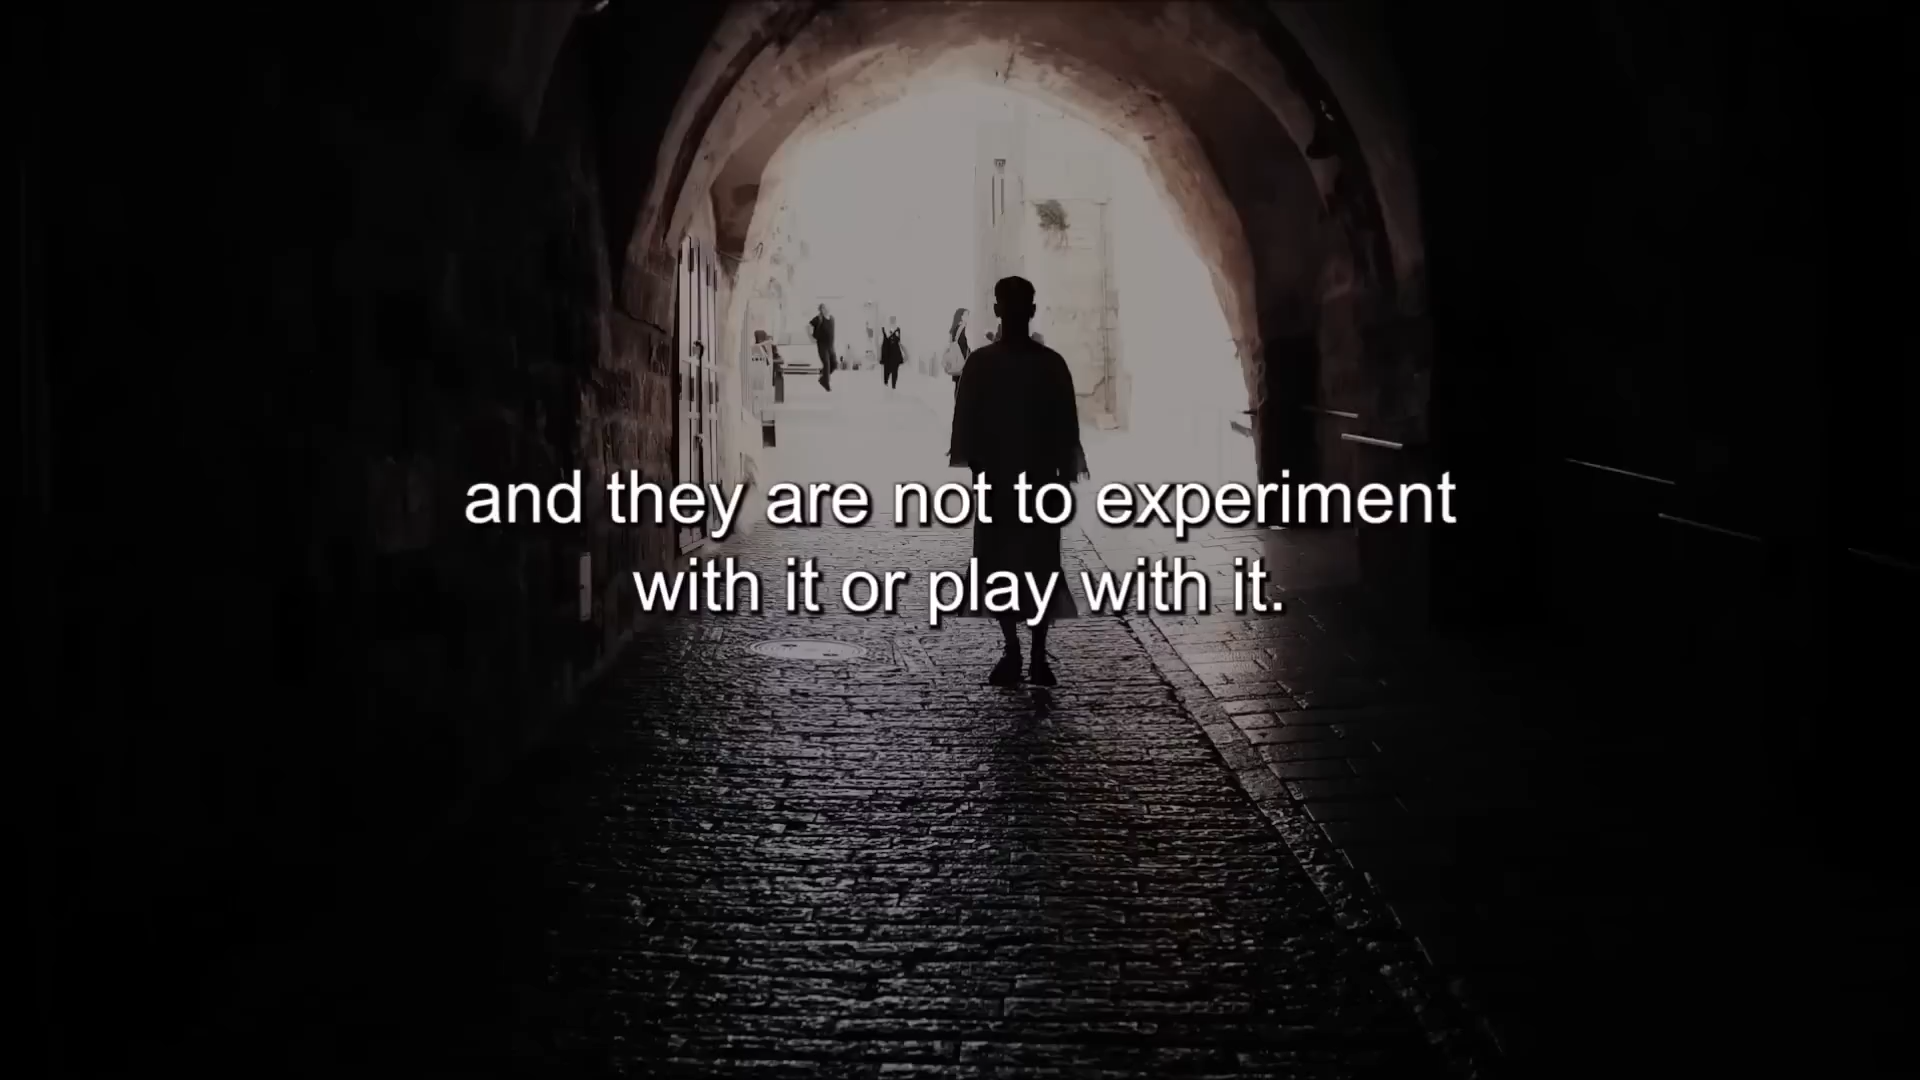 and they are not to experiment
with it or play with it.